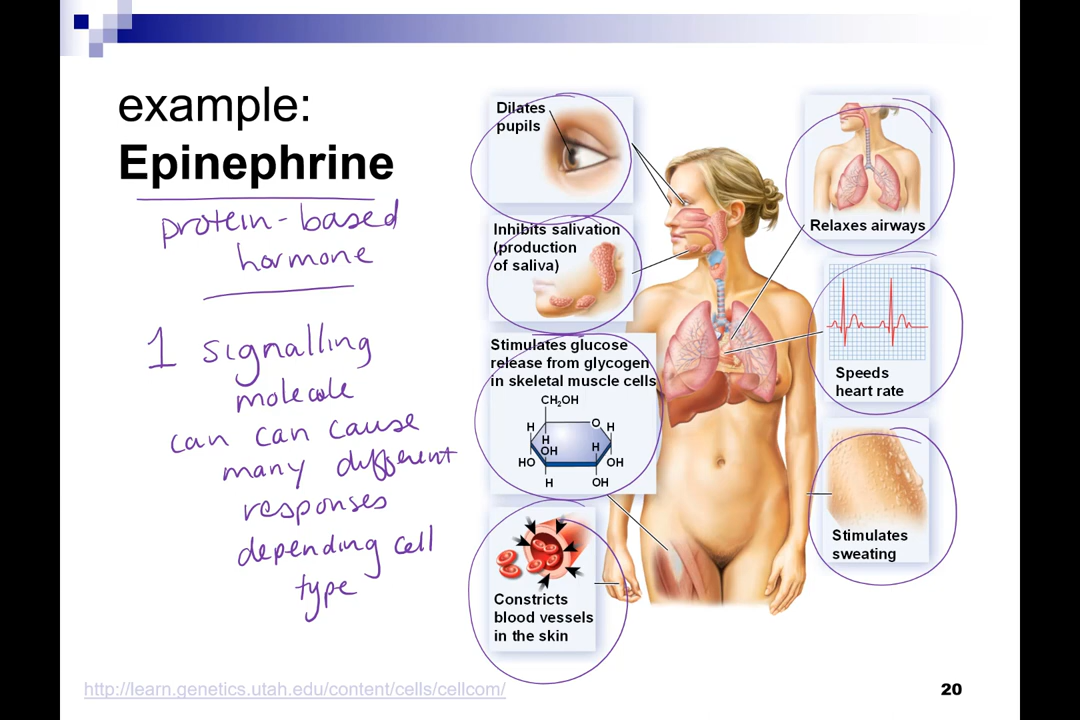 example:
Epinephrine
protein-based
hormone
1 signalling
molecule
can can cause
many different
responses
depending cell
type
Dilates
pupils
Inhibits salivation
(production
of saliva)
Stimulates glucose
release from glycogen
in skeletal muscle cells
CH₂OH
O
H
H
H
OH
H
HO
OH
H
OH
Constricts
blood vessels
in the skin
Relaxes airways
Speeds
heart rate
Stimulates
sweating
http://learn.genetics.utah.edu/content/cells/cellcom/
20